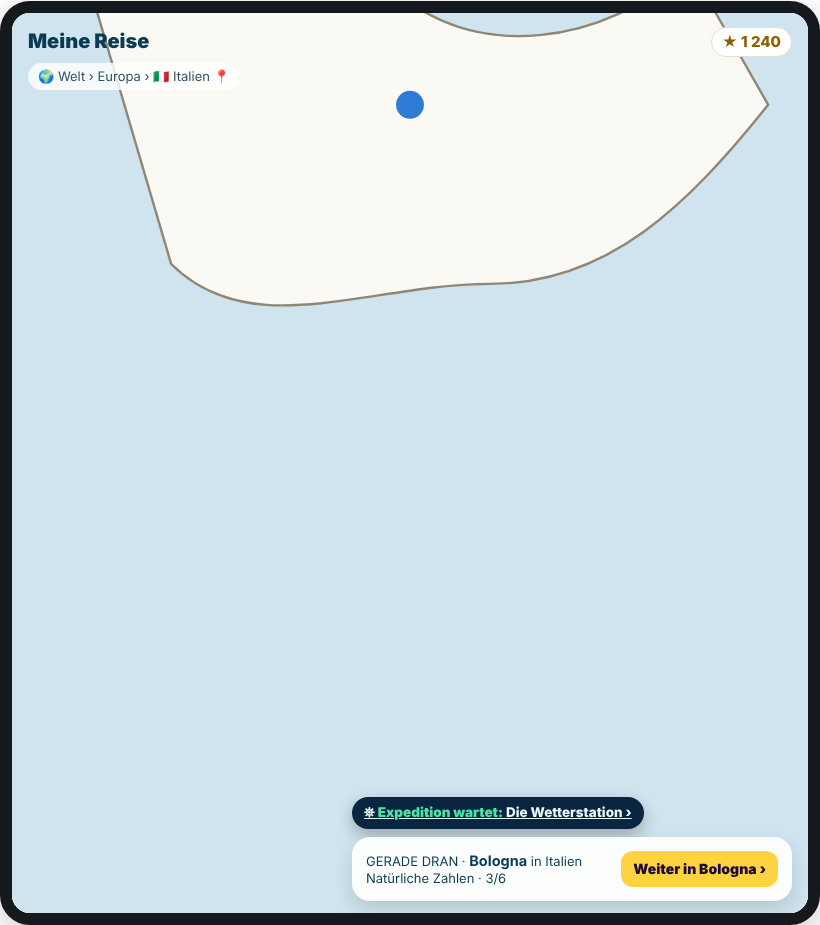 Meine Reise
★ 1 240
🌍 Welt › Europa › 🇮🇹 Italien 📍
⛯ Expedition wartet: Die Wetterstation ›
GERADE DRAN · Bologna in Italien
Natürliche Zahlen · 3/6
Weiter in Bologna ›